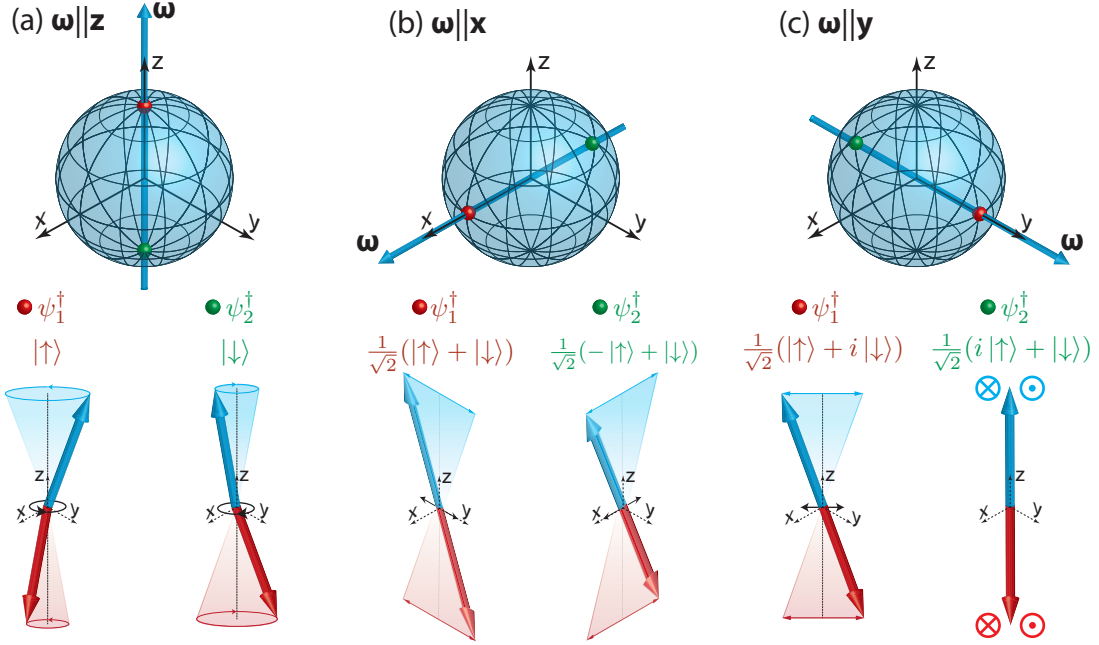 (a) 𝛚||z
(b) 𝛚||x
(c) 𝛚||y
ω
z
x
y
z
x
y
ω
z
x
y
ω
ψ₁†
ψ₂†
ψ₁†
ψ₂†
ψ₁†
ψ₂†
|↑⟩
|↓⟩
1/√2(|↑⟩ + |↓⟩)
1/√2(−|↑⟩ + |↓⟩)
1/√2(|↑⟩ + i|↓⟩)
1/√2(i|↑⟩ + |↓⟩)
z
x
y
z
x
y
z
x
y
z
x
y
z
x
y
z
x
y